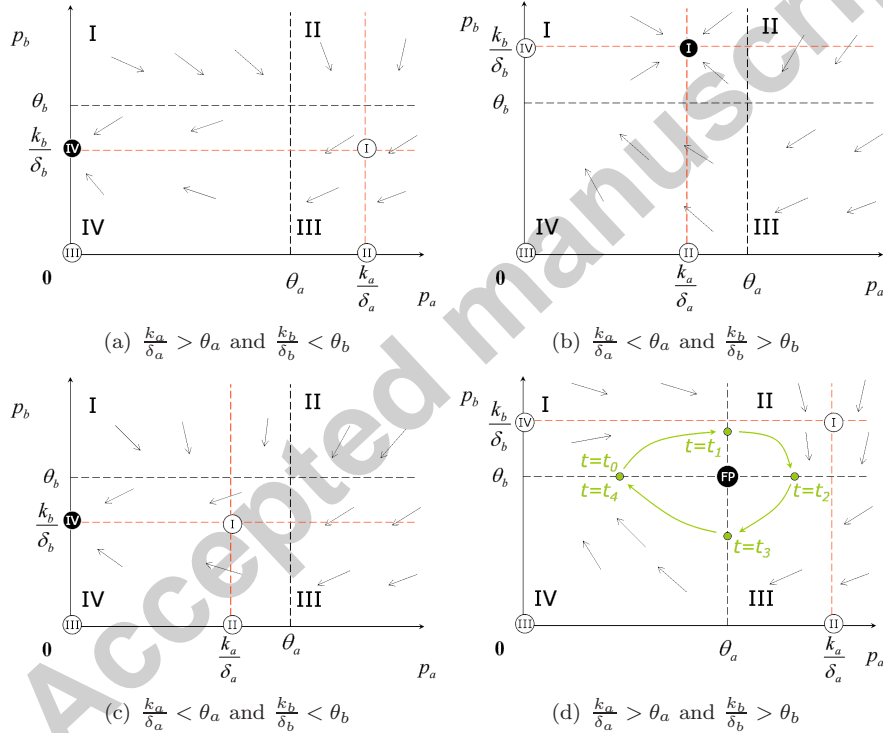 p_b
I
II
θ_b
k_b/δ_b
IV
I
IV
III
III
II
0
θ_a
k_a/δ_a
p_a
(a) k_a/δ_a > θ_a and k_b/δ_b < θ_b
p_b
I
II
k_b/δ_b
IV
I
θ_b
IV
III
III
II
0
k_a/δ_a
θ_a
p_a
(b) k_a/δ_a < θ_a and k_b/δ_b > θ_b
p_b
I
II
θ_b
k_b/δ_b
IV
I
IV
III
III
II
0
k_a/δ_a
θ_a
p_a
(c) k_a/δ_a < θ_a and k_b/δ_b < θ_b
p_b
I
II
k_b/δ_b
IV
I
t=t_1
θ_b
t=t_0
FP
t=t_4
t=t_2
t=t_3
IV
III
III
II
0
θ_a
k_a/δ_a
p_a
(d) k_a/δ_a > θ_a and k_b/δ_b > θ_b
Accepted manuscript